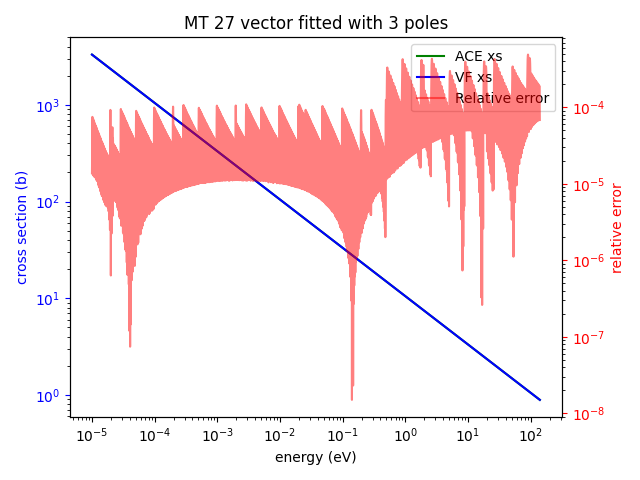 MT 27 vector fitted with 3 poles
ACE xs
VF xs
Relative error
cross section (b)
10³
10²
10¹
10⁰
relative error
10⁻⁴
10⁻⁵
10⁻⁶
10⁻⁷
10⁻⁸
10⁻⁵ 10⁻⁴ 10⁻³ 10⁻² 10⁻¹ 10⁰ 10¹ 10²
energy (eV)